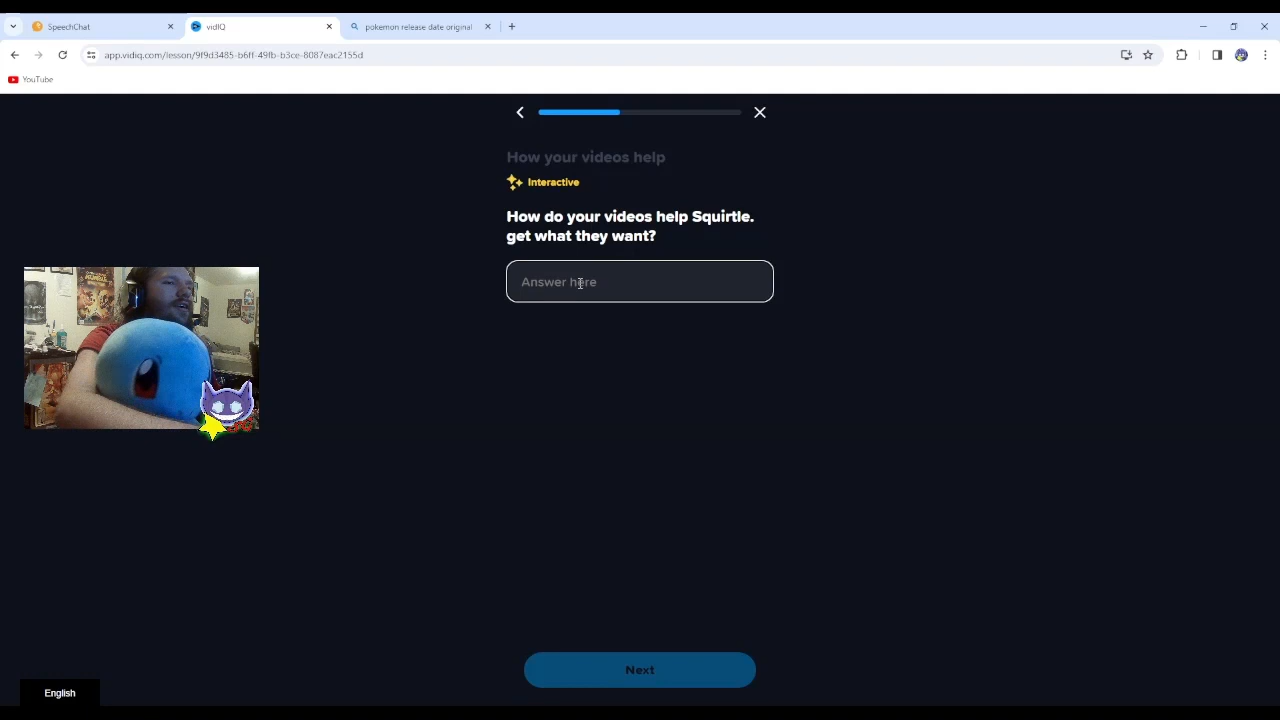 SpeechChat
vidIQ
pokemon release date original
app.vidiq.com/lesson/9f9d3485-b6ff-49fb-b3ce-8087eac2155d
YouTube
How your videos help
Interactive
How do your videos help Squirtle.
get what they want?
Answer here
Next
English